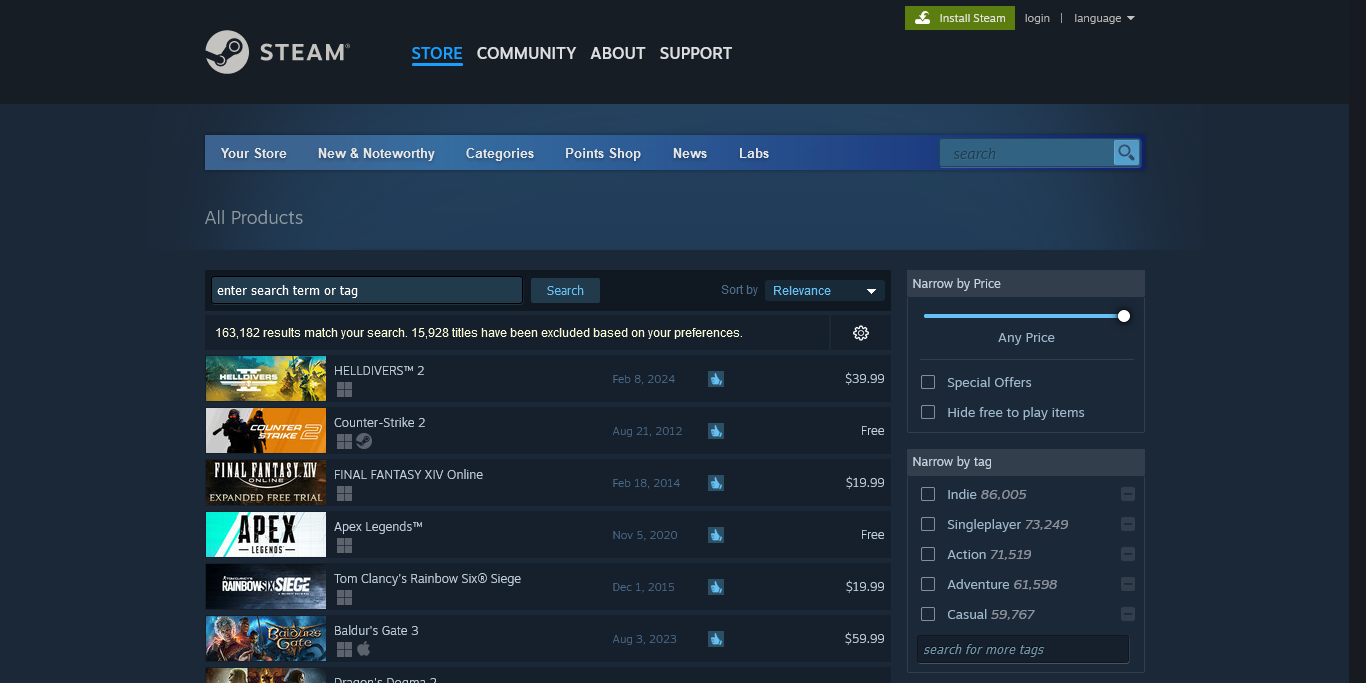 Install Steam login | language
STEAM®
STORE COMMUNITY ABOUT SUPPORT
Your Store New & Noteworthy Categories Points Shop News Labs search
All Products
enter search term or tag Search Sort by Relevance
163,182 results match your search. 15,928 titles have been excluded based on your preferences.
HELLDIVERS II
HELLDIVERS™ 2 Feb 8, 2024 $39.99
COUNTER STRIKE 2
Counter-Strike 2 Aug 21, 2012 Free
FINAL FANTASY XIV
ONLINE
EXPANDED FREE TRIAL
FINAL FANTASY XIV Online Feb 18, 2014 $19.99
APEX
LEGENDS
Apex Legends™ Nov 5, 2020 Free
TOM CLANCY'S
RAINBOW SIX SIEGE
Tom Clancy's Rainbow Six® Siege Dec 1, 2015 $19.99
BALDUR'S GATE
Baldur's Gate 3 Aug 3, 2023 $59.99
Dragon's Dogma 2
Narrow by Price
Any Price
Special Offers
Hide free to play items
Narrow by tag
Indie 86,005
Singleplayer 73,249
Action 71,519
Adventure 61,598
Casual 59,767
search for more tags